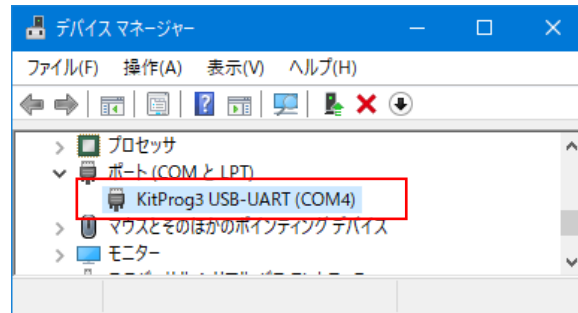 デバイス マネージャー
ファイル(F) 操作(A) 表示(V) ヘルプ(H)
プロセッサ
ポート (COM と LPT)
KitProg3 USB-UART (COM4)
マウスとそのほかのポインティング デバイス
モニター